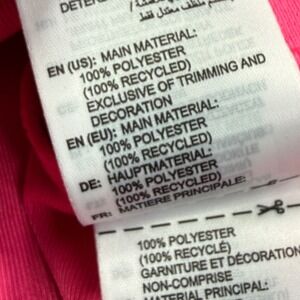 EN (US): MAIN MATERIAL:
100% POLYESTER
(100% RECYCLED)
EXCLUSIVE OF TRIMMING AND
DECORATION
EN (EU): MAIN MATERIAL:
100% POLYESTER
(100% RECYCLED)
DE: HAUPTMATERIAL:
100% POLYESTER
(100% RECYCLED)
FR: MATIERE PRINCIPALE:
100% POLYESTER
(100% RECYCLÉ)
GARNITURE ET DÉCORATION
NON-COMPRISE
MATERIAL PRINCIPAL:
100% POLYESTER